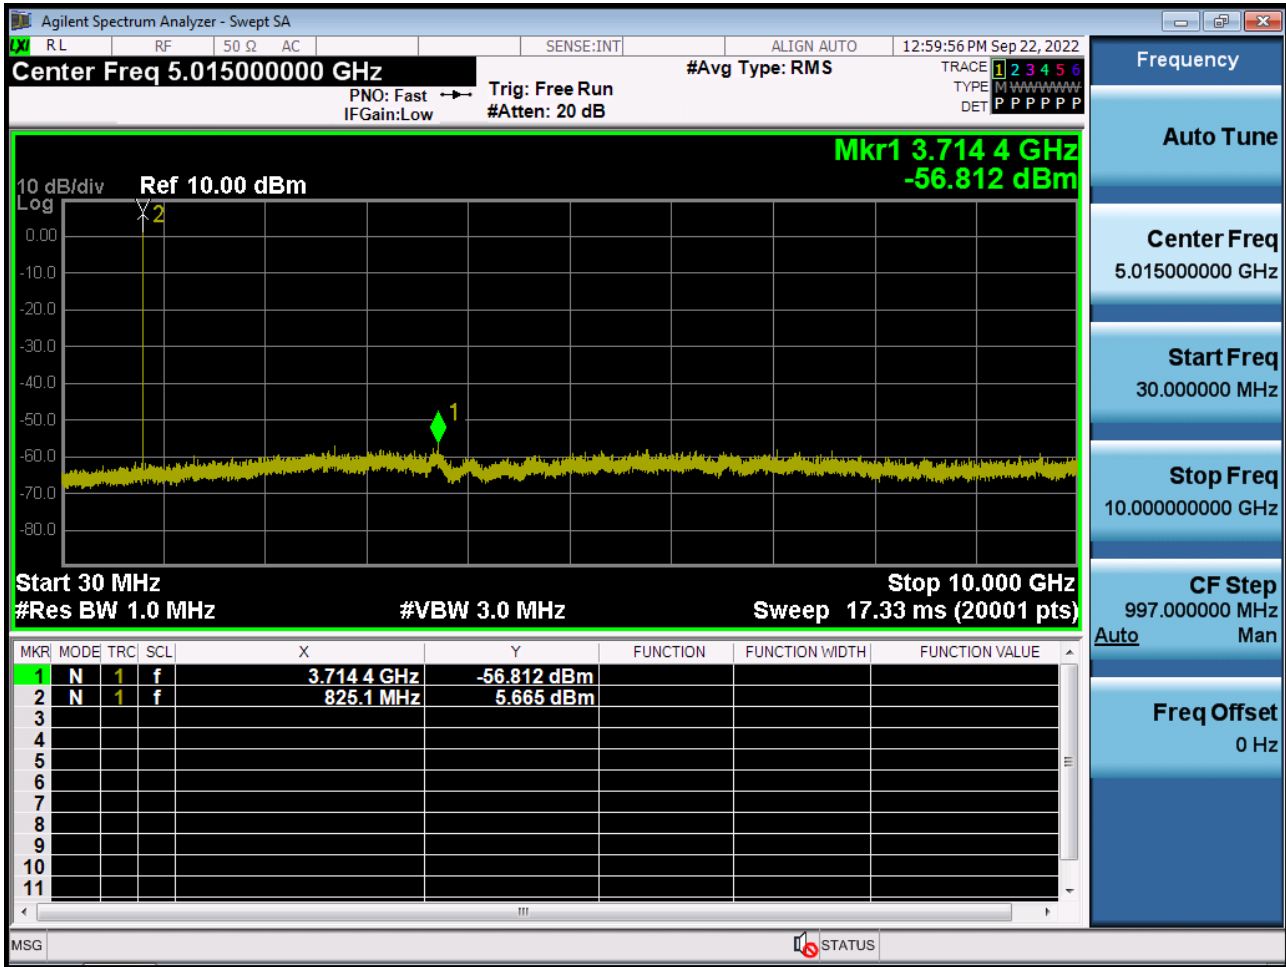 Agilent Spectrum Analyzer - Swept SA
LXI RL RF 50 Ω AC SENSE:INT ALIGN AUTO 12:59:56 PM Sep 22, 2022
Center Freq 5.015000000 GHz
PNO: Fast
IFGain:Low
Trig: Free Run
#Atten: 20 dB
#Avg Type: RMS
TRACE 1 2 3 4 5 6
TYPE M WWWWW
DET P P P P P P
Mkr1 3.714 4 GHz
-56.812 dBm
10 dB/div Ref 10.00 dBm
Log
2
0.00
-10.0
-20.0
-30.0
-40.0
-50.0
1
-60.0
-70.0
-80.0
Start 30 MHz Stop 10.000 GHz
#Res BW 1.0 MHz #VBW 3.0 MHz Sweep 17.33 ms (20001 pts)
MKR MODE TRC SCL X Y FUNCTION FUNCTION WIDTH FUNCTION VALUE
1 N 1 f 3.714 4 GHz -56.812 dBm
2 N 1 f 825.1 MHz 5.665 dBm
3
4
5
6
7
8
9
10
11
MSG STATUS
Frequency
Auto Tune
Center Freq
5.015000000 GHz
Start Freq
30.000000 MHz
Stop Freq
10.000000000 GHz
CF Step
997.000000 MHz
Auto Man
Freq Offset
0 Hz